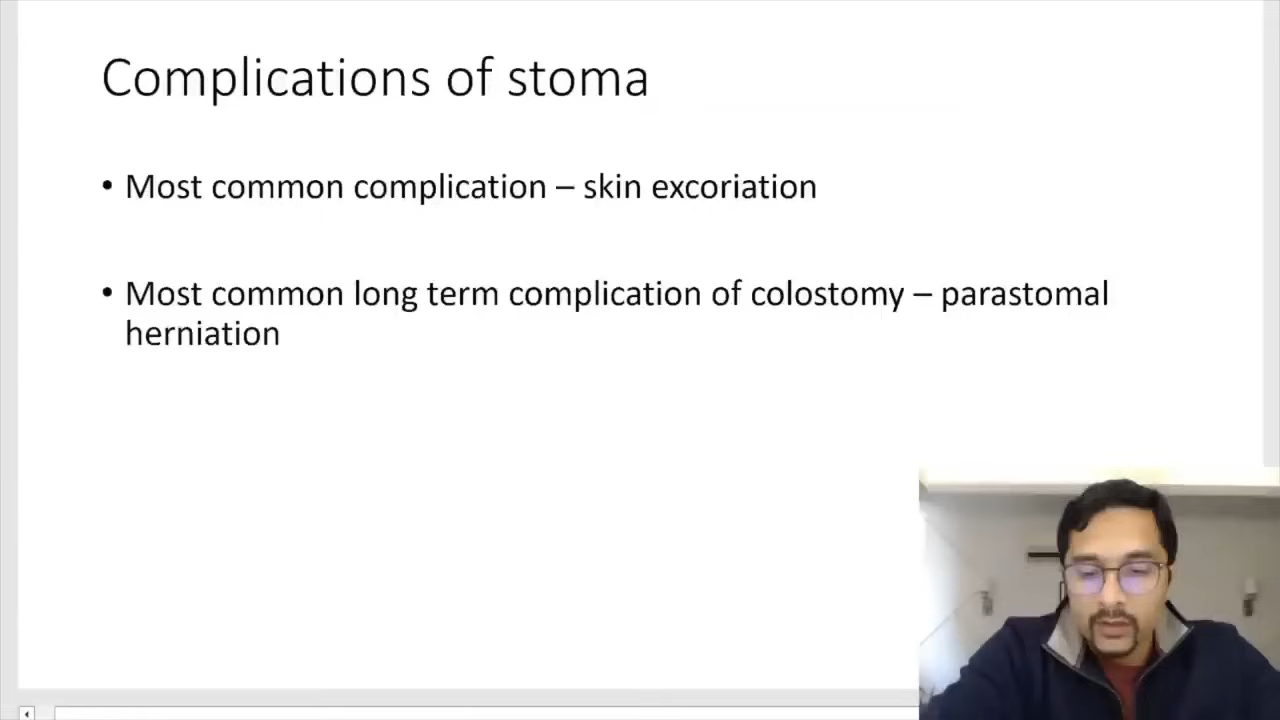 Complications of stoma
• Most common complication – skin excoriation
• Most common long term complication of colostomy – parastomal
herniation